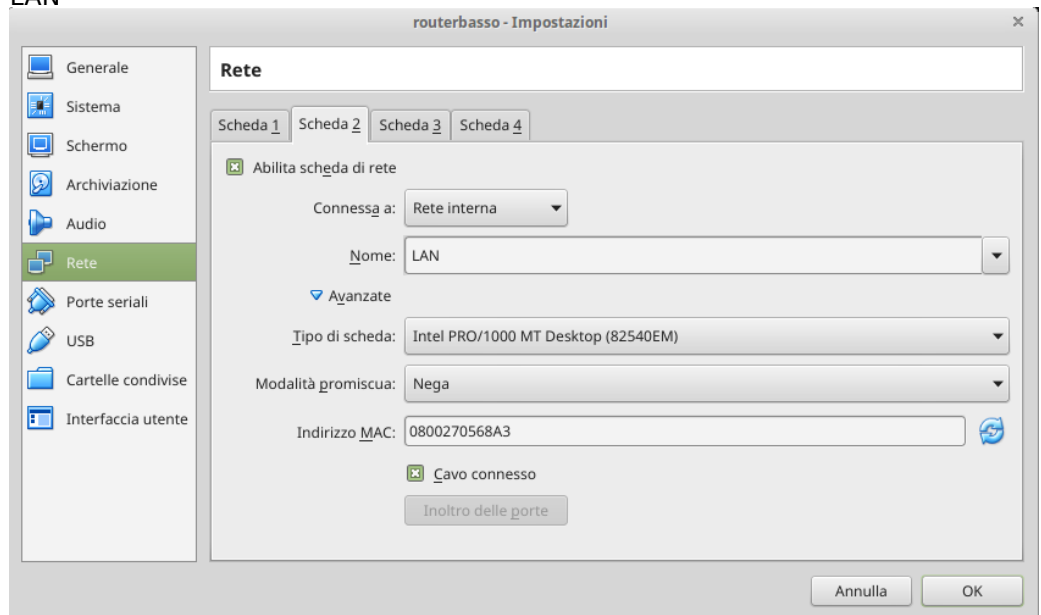 LAN
routerbasso - Impostazioni
Generale
Sistema
Schermo
Archiviazione
Audio
Rete
Porte seriali
USB
Cartelle condivise
Interfaccia utente
Rete
Scheda 1 Scheda 2 Scheda 3 Scheda 4
Abilita scheda di rete
Connessa a: Rete interna
Nome: LAN
Avanzate
Tipo di scheda: Intel PRO/1000 MT Desktop (82540EM)
Modalità promiscua: Nega
Indirizzo MAC: 0800270568A3
Cavo connesso
Inoltro delle porte
Annulla OK